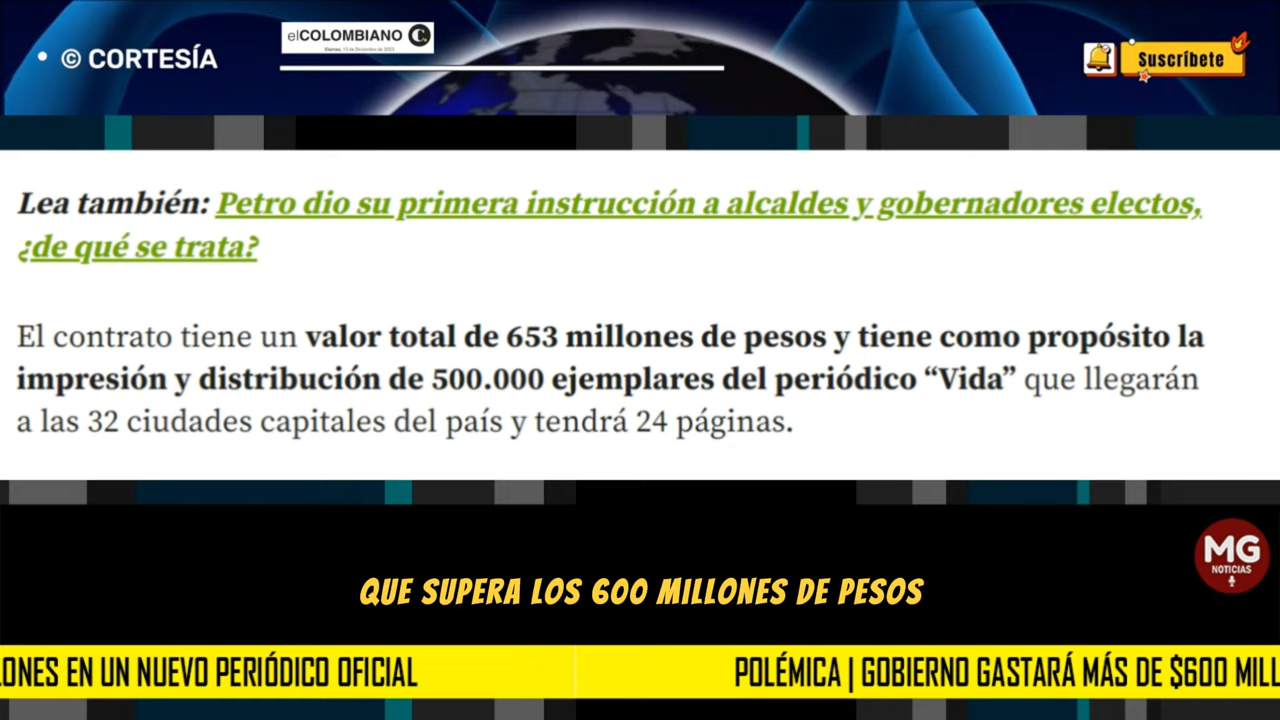 © CORTESÍA
elCOLOMBIANO
Suscríbete
Lea también: Petro dio su primera instrucción a alcaldes y gobernadores electos,
¿de qué se trata?
El contrato tiene un valor total de 653 millones de pesos y tiene como propósito la
impresión y distribución de 500.000 ejemplares del periódico “Vida” que llegarán
a las 32 ciudades capitales del país y tendrá 24 páginas.
MG
NOTICIAS
QUE SUPERA LOS 600 MILLONES DE PESOS
ONES EN UN NUEVO PERIÓDICO OFICIAL
POLÉMICA | GOBIERNO GASTARÁ MÁS DE $600 MILL